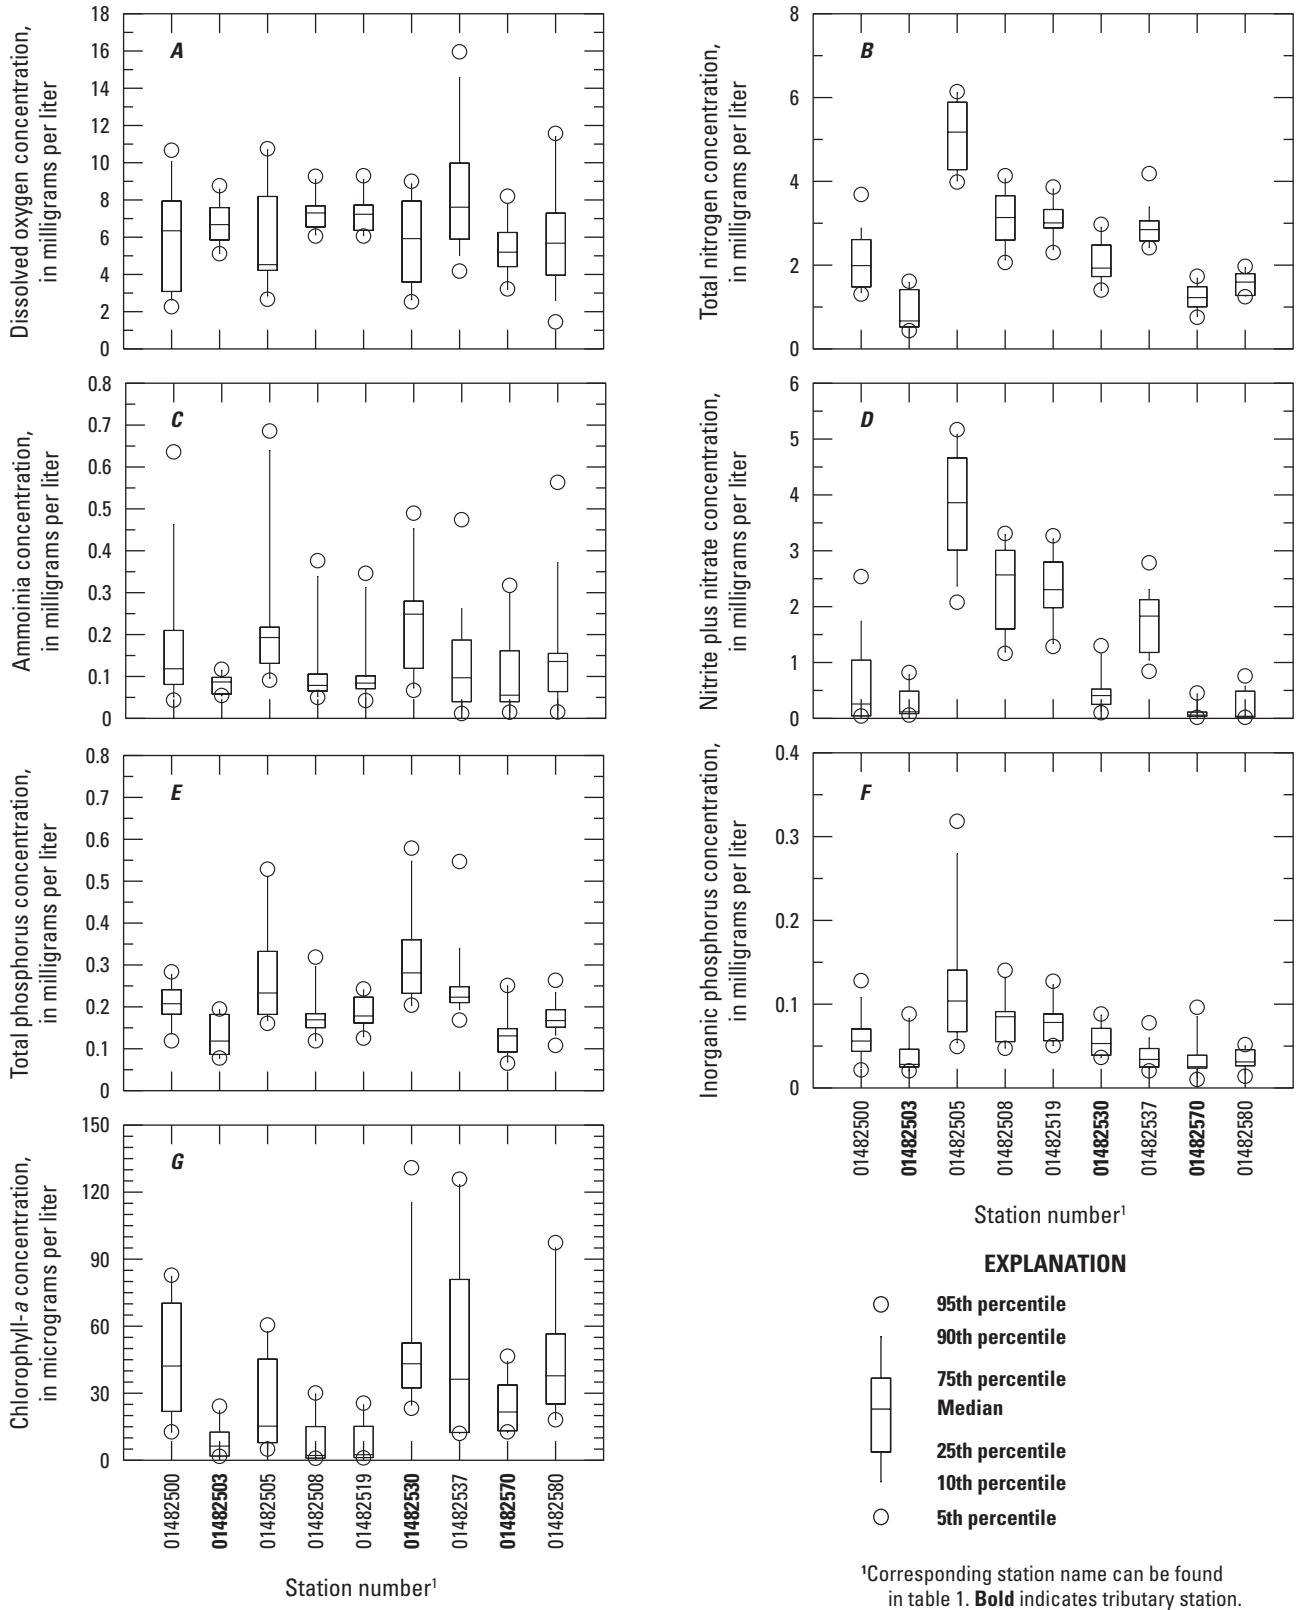 Dissolved oxygen concentration,
in milligrams per liter
18
16
14
12
10
8
6
4
2
0
A
Total nitrogen concentration,
in milligrams per liter
8
6
4
2
0
B
Ammoinia concentration,
in milligrams per liter
0.8
0.7
0.6
0.5
0.4
0.3
0.2
0.1
0
C
Nitrite plus nitrate concentration,
in milligrams per liter
6
5
4
3
2
1
0
D
Total phosphorus concentration,
in milligrams per liter
0.8
0.7
0.6
0.5
0.4
0.3
0.2
0.1
0
E
Inorganic phosphorus concentration,
in milligrams per liter
0.4
0.3
0.2
0.1
0
F
01482500
01482503
01482505
01482508
01482519
01482530
01482537
01482570
01482580
Station number¹
Chlorophyll-a concentration,
in micrograms per liter
150
120
90
60
30
0
G
01482500
01482503
01482505
01482508
01482519
01482530
01482537
01482570
01482580
Station number¹
EXPLANATION
95th percentile
90th percentile
75th percentile
Median
25th percentile
10th percentile
5th percentile
¹Corresponding station name can be found
in table 1. Bold indicates tributary station.